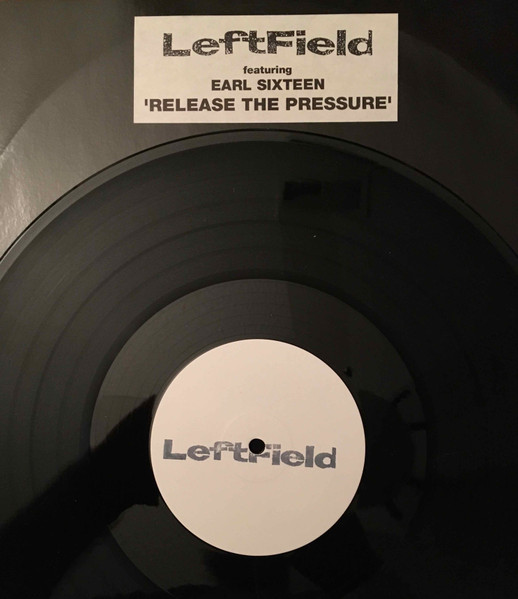 LeftField
featuring
EARL SIXTEEN
'RELEASE THE PRESSURE'
LeftField